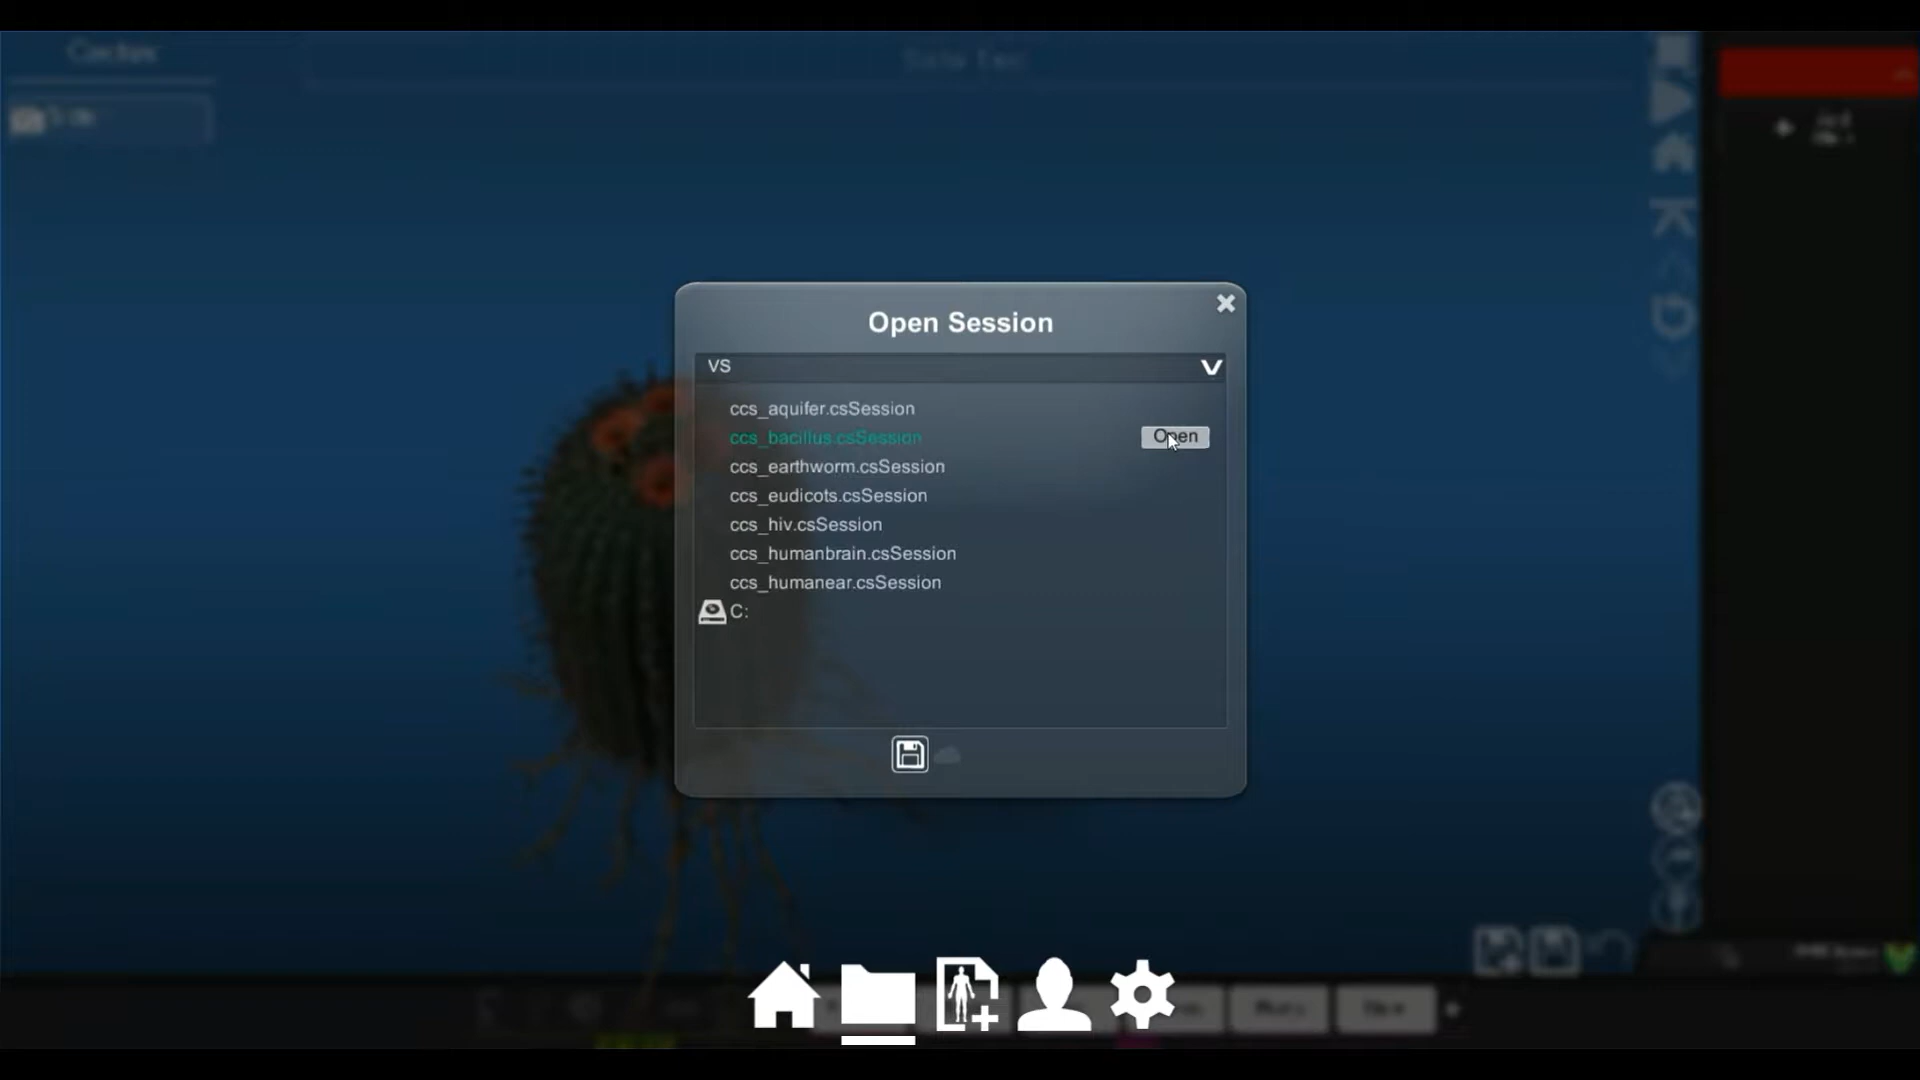 Open Session
VS
ccs_aquifer.csSession
ccs_bacillus.csSession
Open
ccs_earthworm.csSession
ccs_eudicots.csSession
ccs_hiv.csSession
ccs_humanbrain.csSession
ccs_humanear.csSession
C: